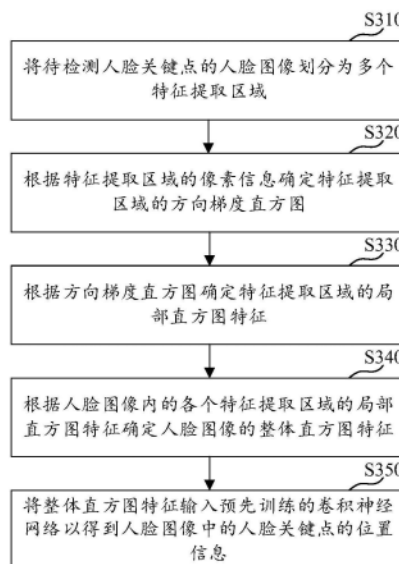 S310
将待检测人脸关键点的人脸图像划分为多个
特征提取区域
S320
根据特征提取区域的像素信息确定特征提取
区域的方向梯度直方图
S330
根据方向梯度直方图确定特征提取区域的局
部直方图特征
S340
根据人脸图像内的各个特征提取区域的局部
直方图特征确定人脸图像的整体直方图特征
S350
将整体直方图特征输入预先训练的卷积神经
网络以得到人脸图像中的人脸关键点的位置
信息